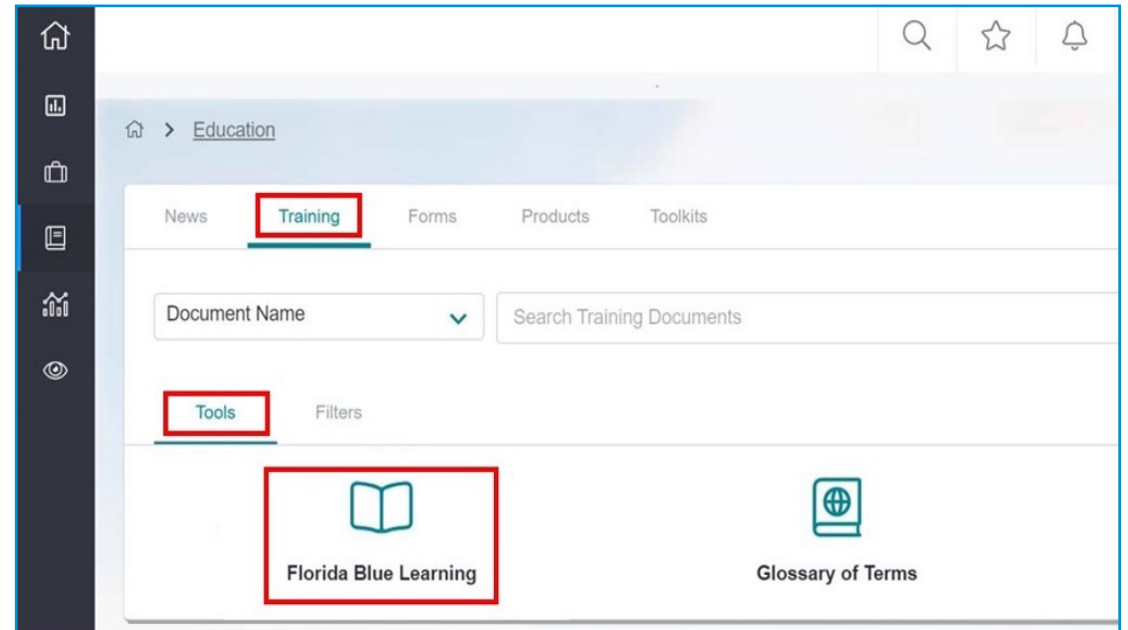 Education
News Training Forms Products Toolkits
Document Name Search Training Documents
Tools Filters
Florida Blue Learning Glossary of Terms